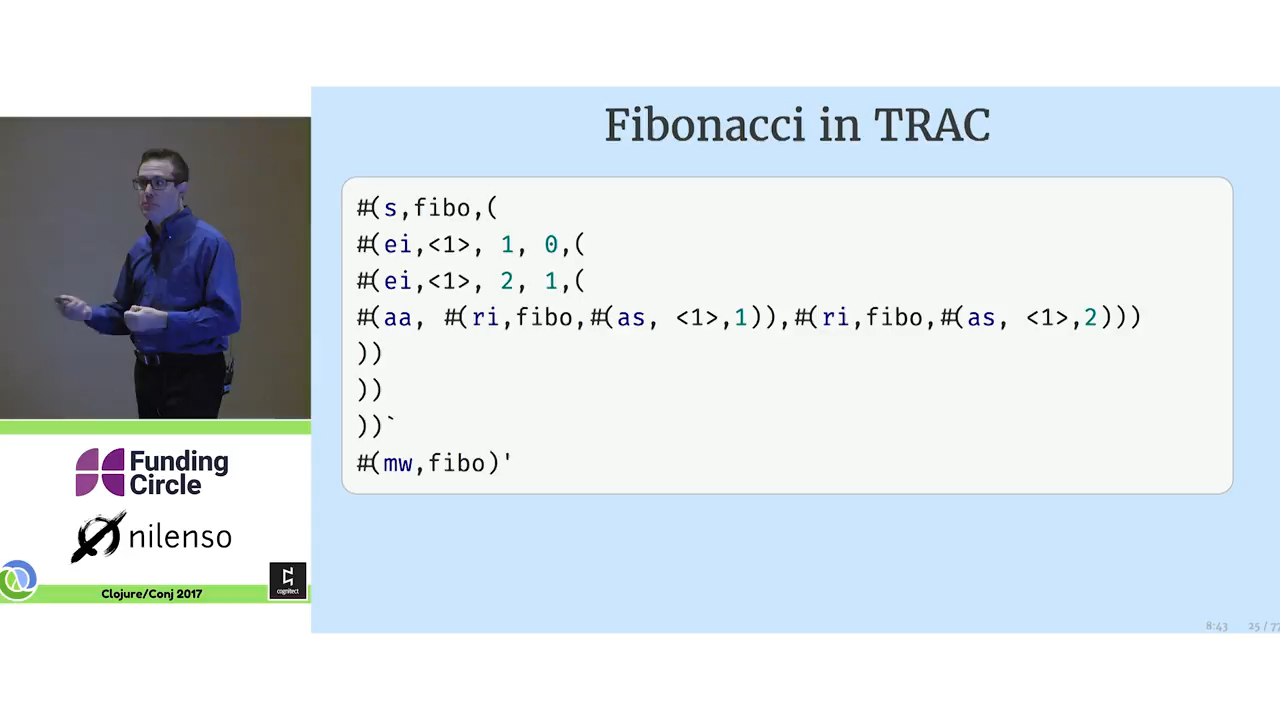 Fibonacci in TRAC
#(s,fibo,(
#(ei,<1>, 1, 0,(
#(ei,<1>, 2, 1,(
#(aa, #(ri,fibo,#(as, <1>,1)),#(ri,fibo,#(as, <1>,2)))
))
))
))`
#(mw,fibo)'
Funding
Circle
nilenso
Clojure/Conj 2017
cognitect
8:43 25 / 77